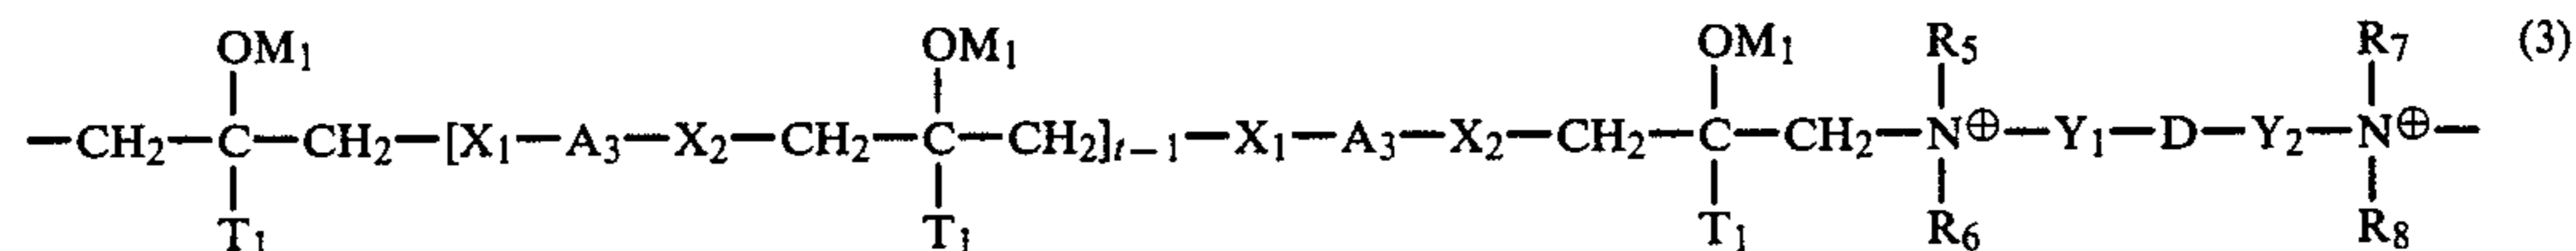 OM₁ OM₁ OM₁ R₅ R₇ (3)
—CH₂—C—CH₂—[X₁—A₃—X₂—CH₂—C—CH₂]ₜ₋₁—X₁—A₃—X₂—CH₂—C—CH₂—N⊕—Y₁—D—Y₂—N⊕—
T₁ T₁ T₁ R₆ R₈